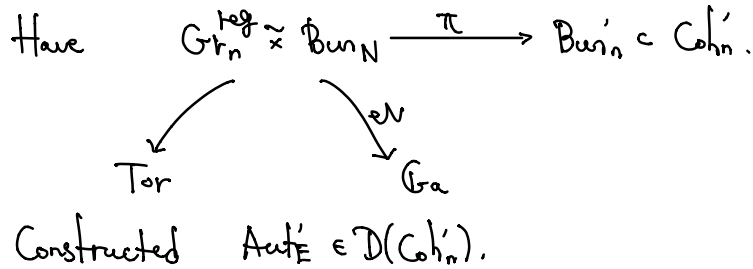 Have Gr_n^{reg} ×̃ Bun_N π Bun'_n ⊂ Coh'_n.
ev
Tor Ga
Constructed Aut'_E ∈ D(Coh'_n).